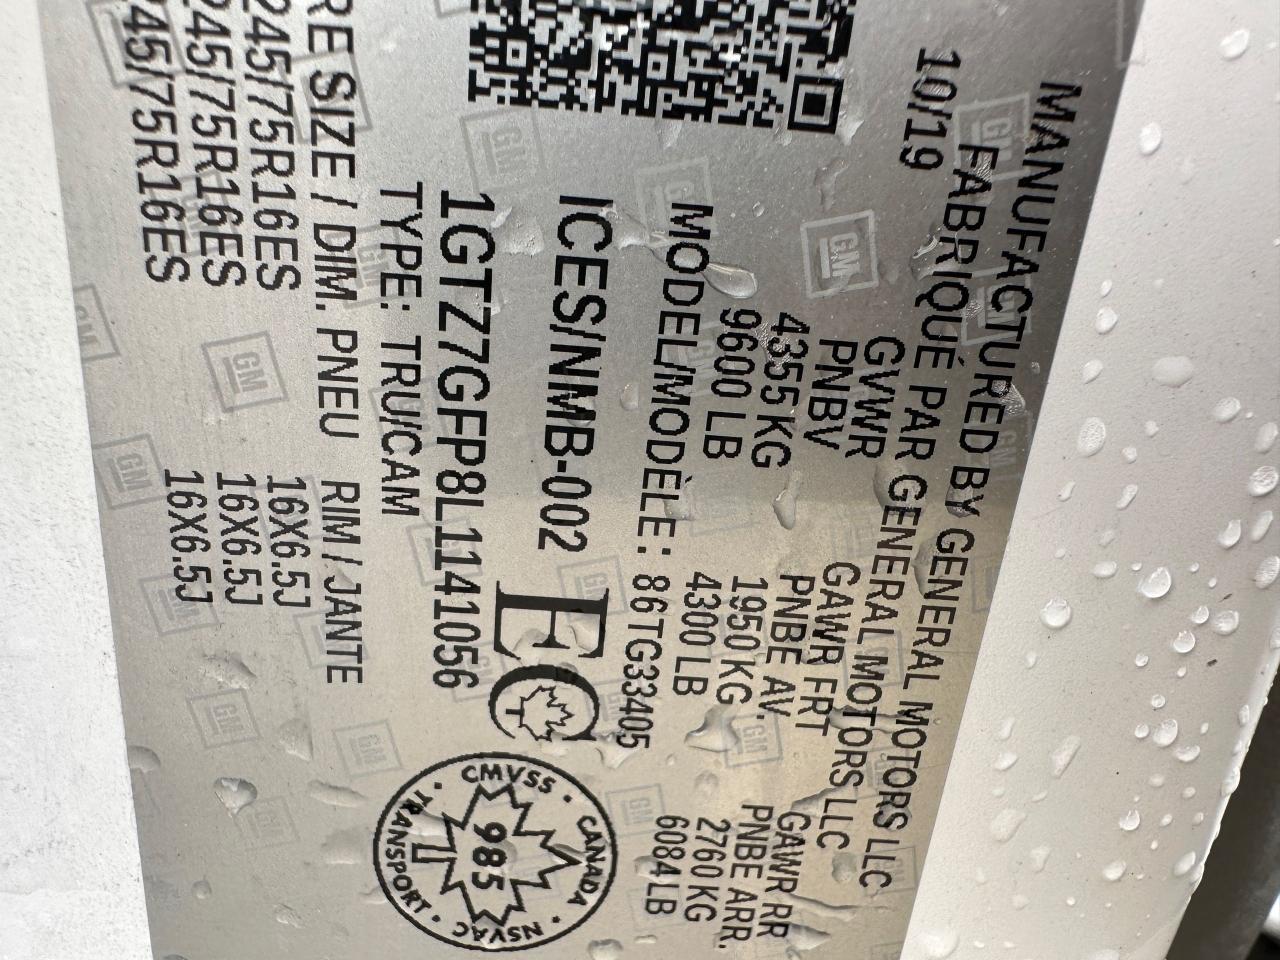 MANUFACTURED BY GENERAL MOTORS LLC
FABRIQUÉ PAR GENERAL MOTORS LLC
10/19
GVWR GAWR FRT GAWR RR
PNBV PNBE AV. PNBE ARR.
4355 KG 1950 KG 2760 KG
9600 LB 4300 LB 6084 LB
MODEL/MODÈLE: 86TG33405
ICES/NMB-002 EC
1GTZ7GFP8L1141056
TYPE: TRU/CAM
RE SIZE / DIM. PNEU RIM / JANTE
245/75R16ES 16X6.5J
245/75R16ES 16X6.5J
245/75R16ES 16X6.5J
CMVSS · CANADA · NSVAC · TRANSPORT ·
985
T
GM